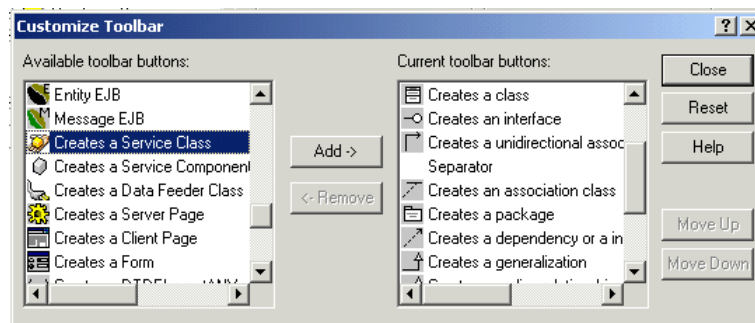 Customize Toolbar
Available toolbar buttons:
Entity EJB
Message EJB
Creates a Service Class
Creates a Service Component
Creates a Data Feeder Class
Creates a Server Page
Creates a Client Page
Creates a Form
Add ->
<- Remove
Current toolbar buttons:
Creates a class
Creates an interface
Creates a unidirectional assoc
Separator
Creates an association class
Creates a package
Creates a dependency or a in
Creates a generalization
Close
Reset
Help
Move Up
Move Down